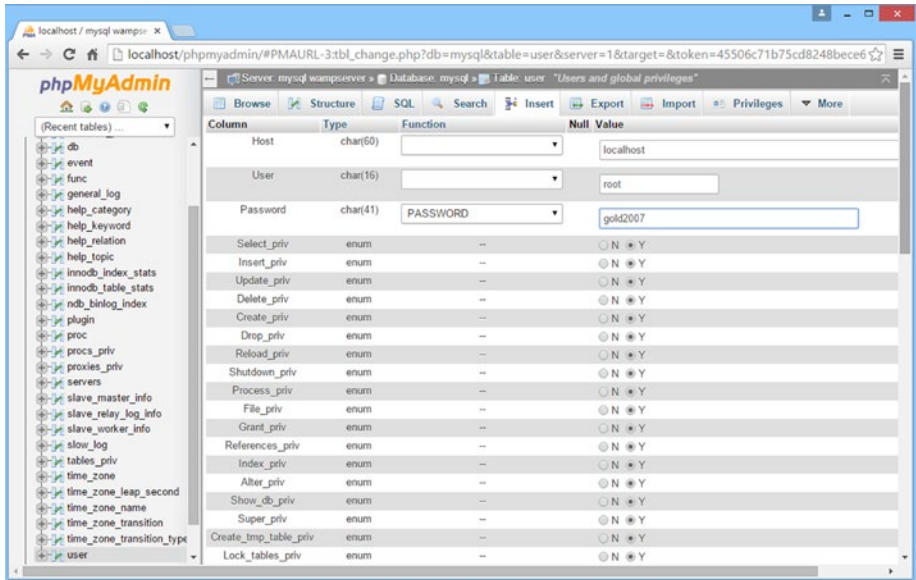 localhost / mysql wampse
localhost/phpmyadmin/#PMAURL-3:tbl_change.php?db=mysql&table=user&server=1&target=&token=45506c71b75cd8248bece6
phpMyAdmin
(Recent tables) ...
db
event
func
general_log
help_category
help_keyword
help_relation
help_topic
innodb_index_stats
innodb_table_stats
ndb_binlog_index
plugin
proc
procs_priv
proxies_priv
servers
slave_master_info
slave_relay_log_info
slave_worker_info
slow_log
tables_priv
time_zone
time_zone_leap_second
time_zone_name
time_zone_transition
time_zone_transition_type
user
Server: mysql wampserver » Database: mysql » Table: user "Users and global privileges"
Browse Structure SQL Search Insert Export Import Privileges More
Column Type Function Null Value
Host char(60) localhost
User char(16) root
Password char(41) PASSWORD gold2007
Select_priv enum -- N Y
Insert_priv enum -- N Y
Update_priv enum -- N Y
Delete_priv enum -- N Y
Create_priv enum -- N Y
Drop_priv enum -- N Y
Reload_priv enum -- N Y
Shutdown_priv enum -- N Y
Process_priv enum -- N Y
File_priv enum -- N Y
Grant_priv enum -- N Y
References_priv enum -- N Y
Index_priv enum -- N Y
Alter_priv enum -- N Y
Show_db_priv enum -- N Y
Super_priv enum -- N Y
Create_tmp_table_priv enum -- N Y
Lock_tables_priv enum -- N Y